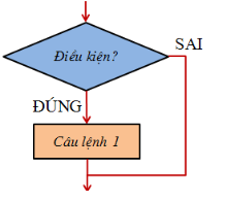 Điều kiện?
SAI
ĐÚNG
Câu lệnh 1